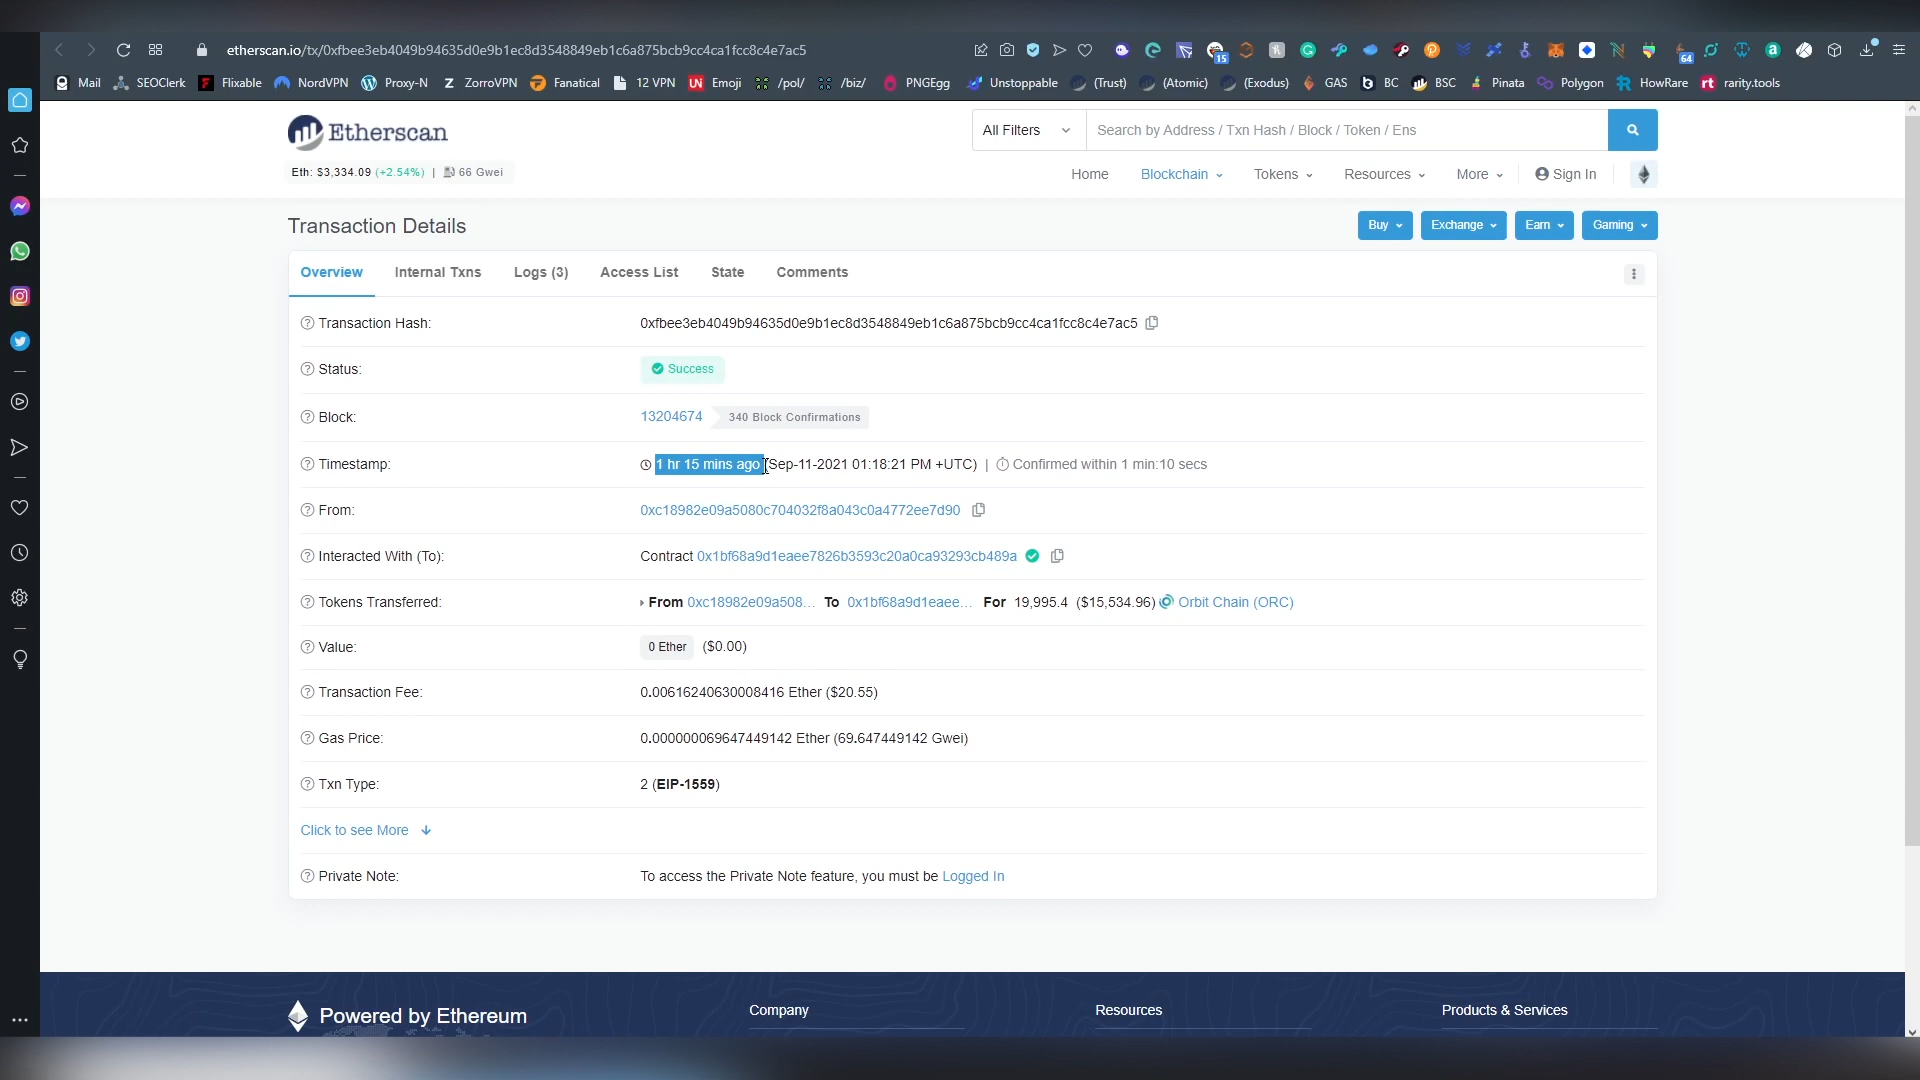 etherscan.io/tx/0xfbee3eb4049b94635d0e9b1ec8d3548849eb1c6a875bcb9cc4ca1fcc8c4e7ac5
15
64
Mail SEOClerk Flixable NordVPN Proxy-N ZorroVPN Fanatical 12 VPN Emoji /pol/ /biz/ PNGEgg Unstoppable (Trust) (Atomic) (Exodus) GAS BC BSC Pinata Polygon HowRare rarity.tools
Etherscan
All Filters Search by Address / Txn Hash / Block / Token / Ens
Eth: $3,334.09 (+2.54%) | 66 Gwei
Home Blockchain Tokens Resources More Sign In
Transaction Details
Buy Exchange Earn Gaming
Overview Internal Txns Logs (3) Access List State Comments
Transaction Hash: 0xfbee3eb4049b94635d0e9b1ec8d3548849eb1c6a875bcb9cc4ca1fcc8c4e7ac5
Status: Success
Block: 13204674 340 Block Confirmations
Timestamp: 1 hr 15 mins ago (Sep-11-2021 01:18:21 PM +UTC) | Confirmed within 1 min:10 secs
From: 0xc18982e09a5080c704032f8a043c0a4772ee7d90
Interacted With (To): Contract 0x1bf68a9d1eaee7826b3593c20a0ca93293cb489a
Tokens Transferred: From 0xc18982e09a508... To 0x1bf68a9d1eaee... For 19,995.4 ($15,534.96) Orbit Chain (ORC)
Value: 0 Ether ($0.00)
Transaction Fee: 0.00616240630008416 Ether ($20.55)
Gas Price: 0.000000069647449142 Ether (69.647449142 Gwei)
Txn Type: 2 (EIP-1559)
Click to see More
Private Note: To access the Private Note feature, you must be Logged In
Powered by Ethereum Company Resources Products & Services